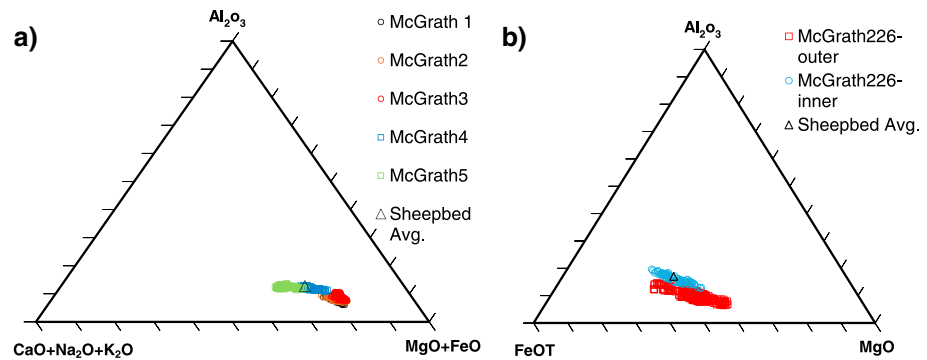 a)
Al₂o₃
CaO+Na₂O+K₂O
MgO+FeO
McGrath 1
McGrath2
McGrath3
McGrath4
McGrath5
Sheepbed
Avg.
b)
Al₂o₃
FeOT
MgO
McGrath226-
outer
McGrath226-
inner
Sheepbed Avg.